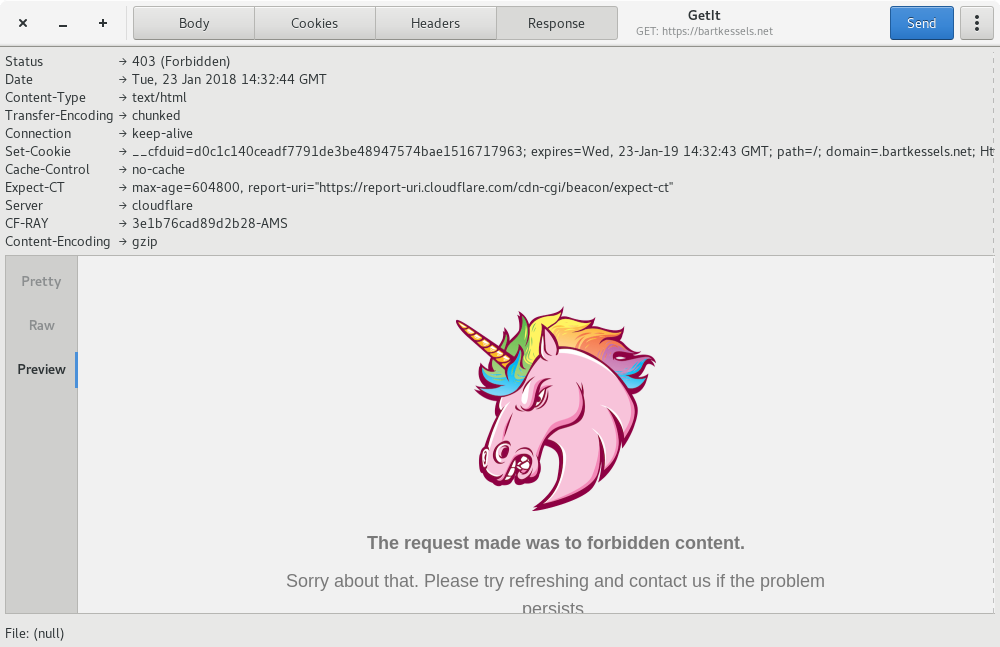 Body Cookies Headers Response GetIt Send
GET: https://bartkessels.net
Status → 403 (Forbidden)
Date → Tue, 23 Jan 2018 14:32:44 GMT
Content-Type → text/html
Transfer-Encoding → chunked
Connection → keep-alive
Set-Cookie → __cfduid=d0c1c140ceadf7791de3be48947574bae1516717963; expires=Wed, 23-Jan-19 14:32:43 GMT; path=/; domain=.bartkessels.net; Ht
Cache-Control → no-cache
Expect-CT → max-age=604800, report-uri="https://report-uri.cloudflare.com/cdn-cgi/beacon/expect-ct"
Server → cloudflare
CF-RAY → 3e1b76cad89d2b28-AMS
Content-Encoding → gzip
Pretty
Raw
Preview
The request made was to forbidden content.
Sorry about that. Please try refreshing and contact us if the problem
persists
File: (null)